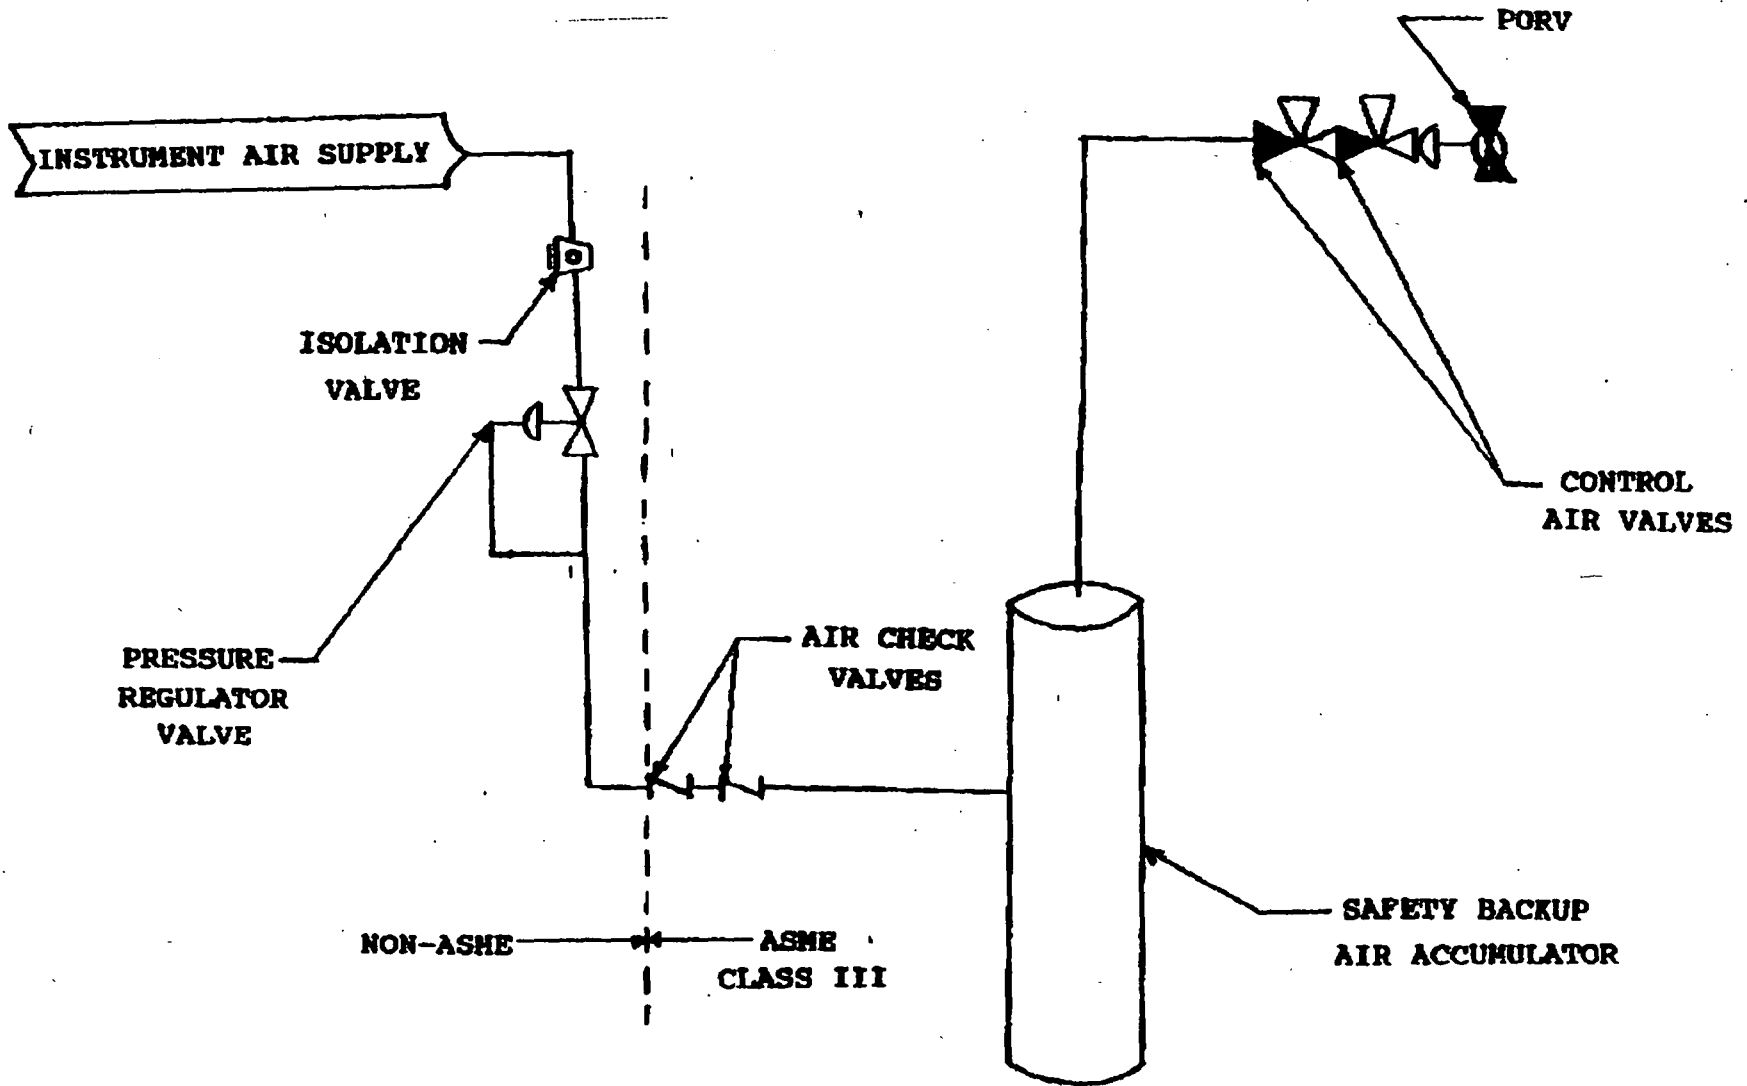 PORV
INSTRUMENT AIR SUPPLY
ISOLATION
VALVE
CONTROL
AIR VALVES
PRESSURE
REGULATOR
VALVE
AIR CHECK
VALVES
SAFETY BACKUP
AIR ACCUMULATOR
NON-ASME
ASME
CLASS III